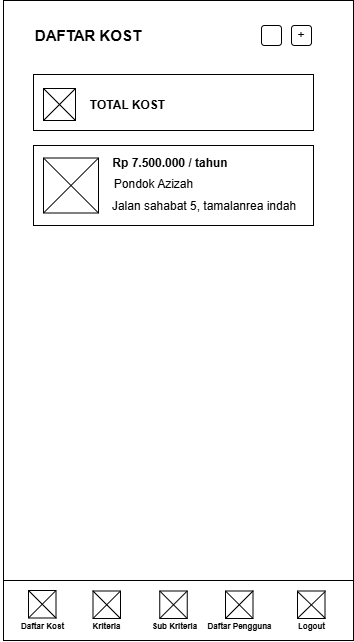 DAFTAR KOST
+
TOTAL KOST
Rp 7.500.000 / tahun
Pondok Azizah
Jalan sahabat 5, tamalanrea indah
Daftar Kost Kriteria Sub Kriteria Daftar Pengguna Logout